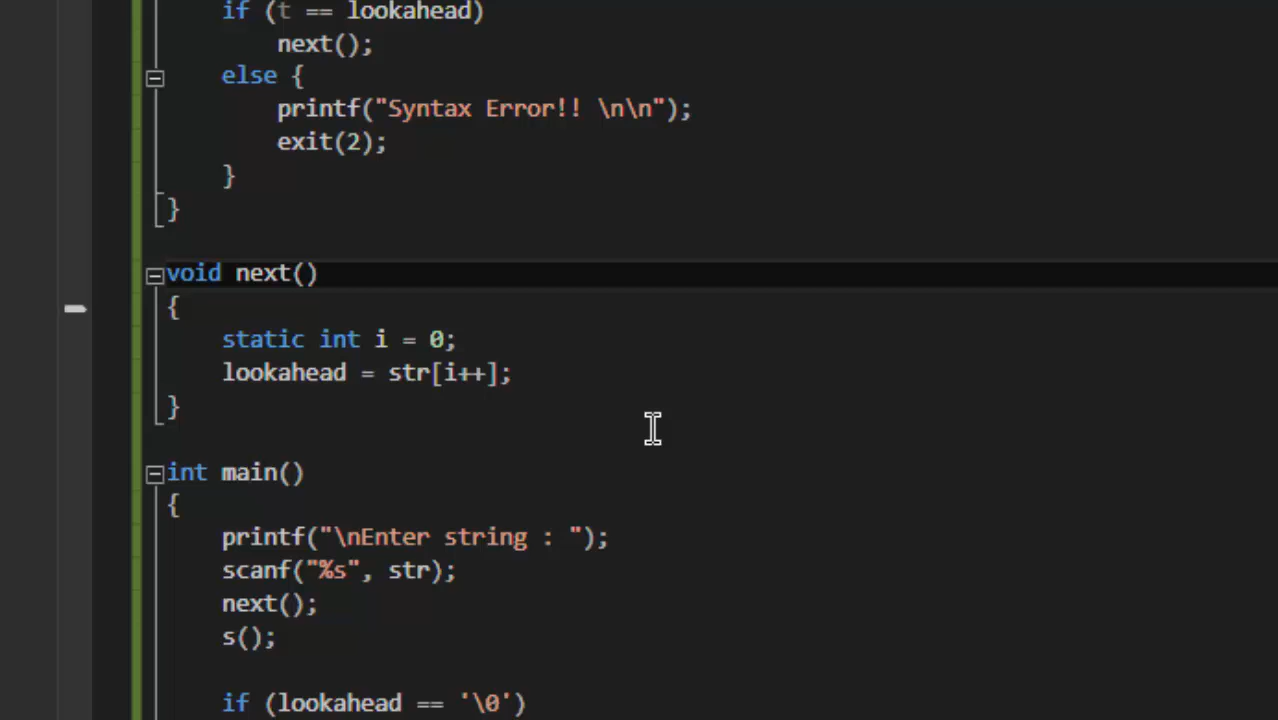 if (t == lookahead)
next();
else {
printf("Syntax Error!! \n\n");
exit(2);
}
}
void next()
{
static int i = 0;
lookahead = str[i++];
}
int main()
{
printf("\nEnter string : ");
scanf("%s", str);
next();
s();
if (lookahead == '\0')